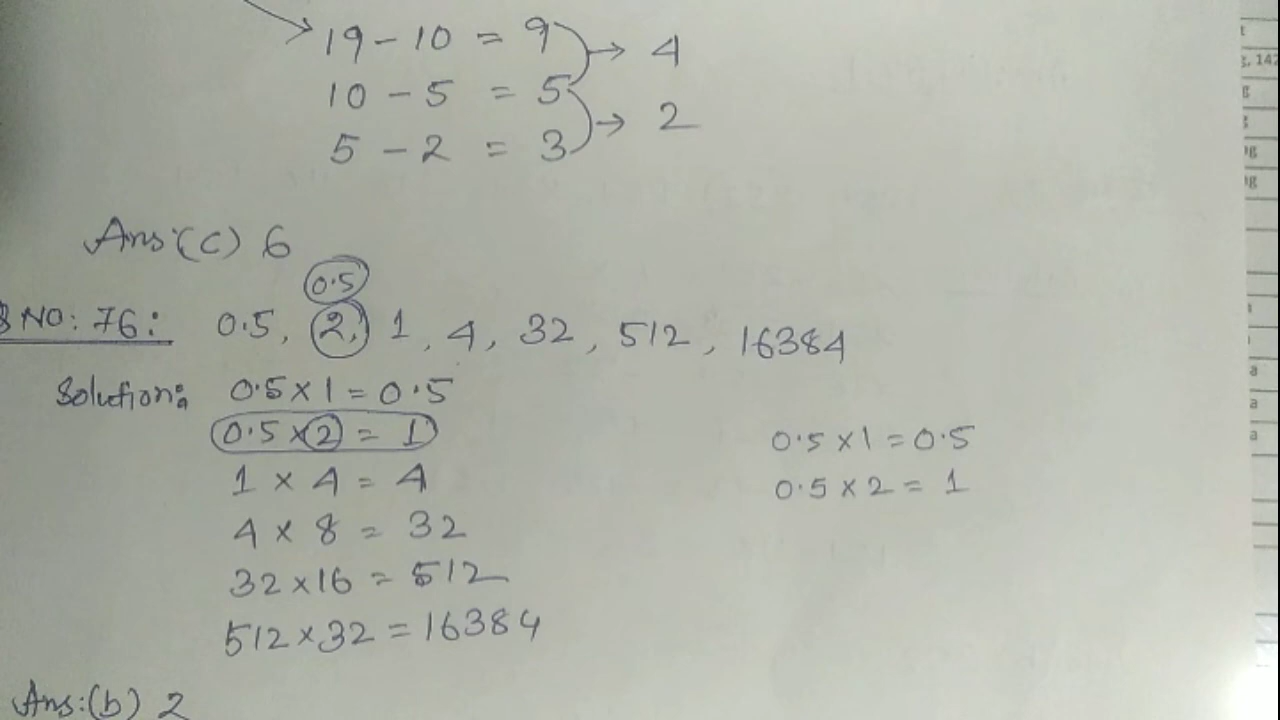 19 - 10 = 9 → 4
10 - 5 = 5 → 2
5 - 2 = 3
Ans:(C) 6
0.5
NO: 76: 0.5, 2, 1, 4, 32, 512, 16384
Solution: 0.5 × 1 = 0.5
0.5 × 2 = 1
1 × 4 = 4
4 × 8 = 32
32 × 16 = 512
512 × 32 = 16384
0.5 × 1 = 0.5
0.5 × 2 = 1
Ans:(b) 2